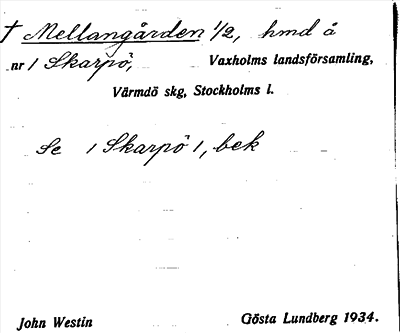 † Mellangården 1/2, hmd å
nr 1 Skarpö, Vaxholms landsförsamling,
Värmdö skg, Stockholms l.
Se 1 Skarpö 1, bek
John Westin Gösta Lundberg 1934.